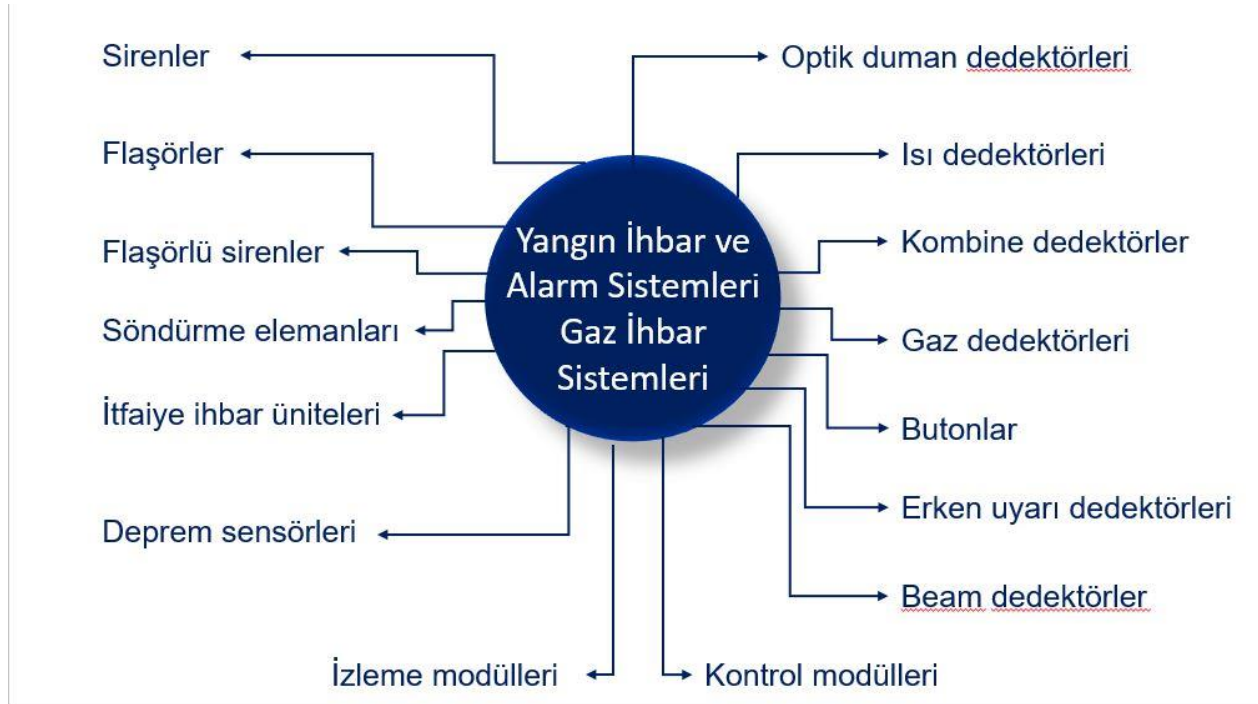 Sirenler
Optik duman dedektörleri
Flaşörler
Isı dedektörleri
Flaşörlü sirenler
Kombine dedektörler
Yangın İhbar ve
Alarm Sistemleri
Gaz İhbar
Sistemleri
Söndürme elemanları
Gaz dedektörleri
İtfaiye ihbar üniteleri
Butonlar
Erken uyarı dedektörleri
Deprem sensörleri
Beam dedektörler
İzleme modülleri
Kontrol modülleri